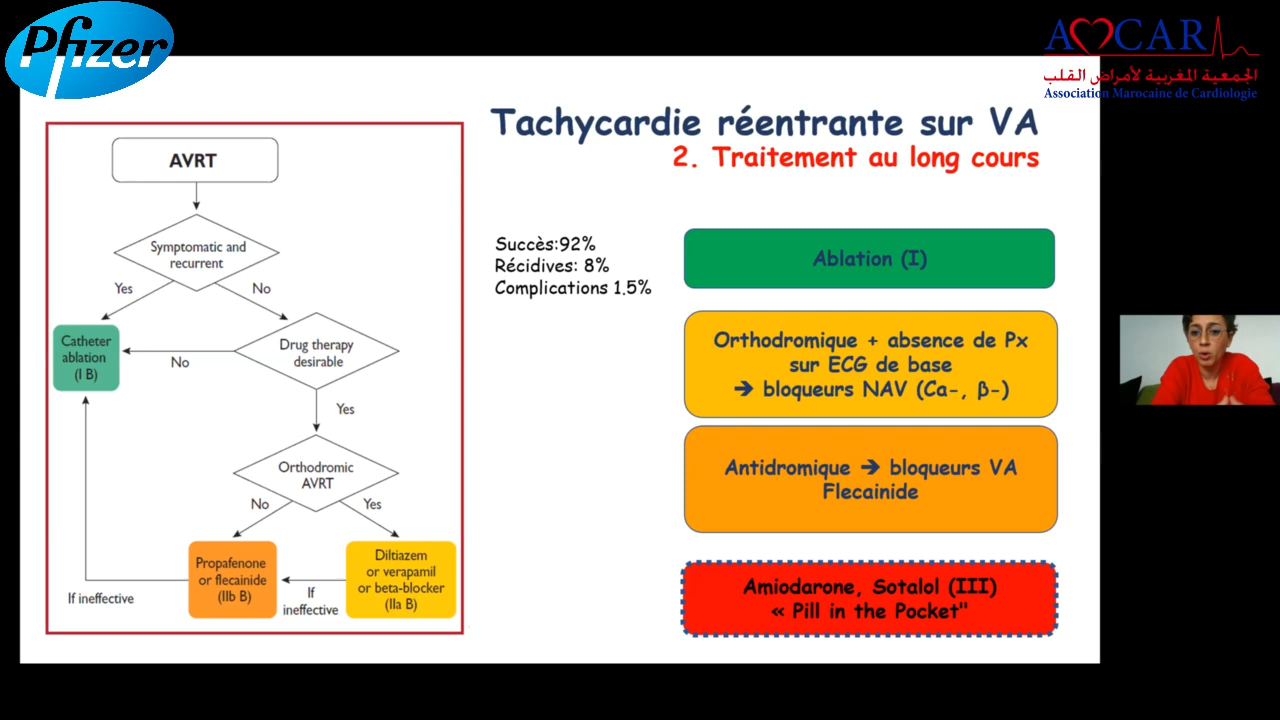 Pfizer
AMCAR
الجمعية المغربية لأمراض القلب
Association Marocaine de Cardiologie
Tachycardie réentrante sur VA
2. Traitement au long cours
AVRT
Symptomatic and
recurrent
Yes
No
Catheter
ablation
(I B)
No
Drug therapy
desirable
Yes
Orthodromic
AVRT
No
Yes
Propafenone
or flecainide
(IIb B)
Diltiazem
or verapamil
or beta-blocker
(IIa B)
If ineffective
If
ineffective
Succès:92%
Récidives: 8%
Complications 1.5%
Ablation (I)
Orthodromique + absence de Px
sur ECG de base
➔ bloqueurs NAV (Ca-, β-)
Antidromique ➔ bloqueurs VA
Flecainide
Amiodarone, Sotalol (III)
« Pill in the Pocket"